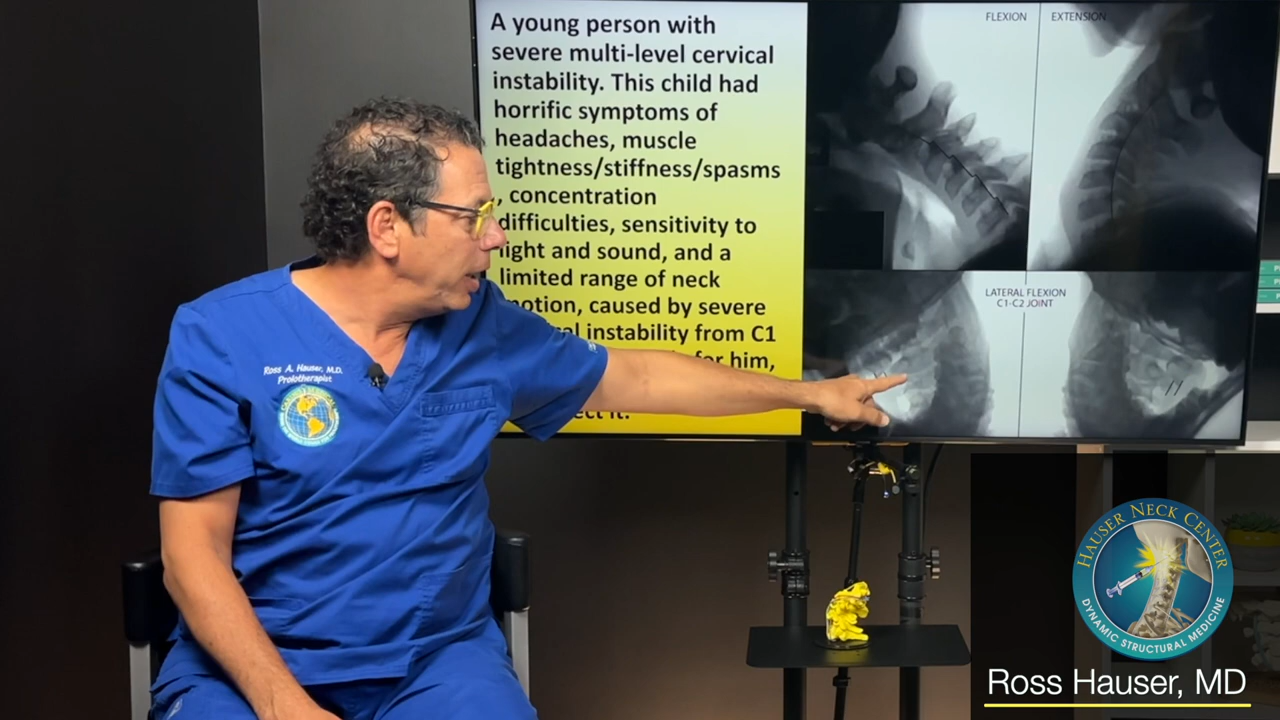 A young person with
severe multi-level cervical
instability. This child had
horrific symptoms of
headaches, muscle
tightness/stiffness/spasms
, concentration
difficulties, sensitivity to
light and sound, and a
limited range of neck
motion, caused by severe
instability from C1
for him,
it.
FLEXION
EXTENSION
LATERAL FLEXION
C1-C2 JOINT
Ross A. Hauser, M.D.
Prolotherapist
HAUSER NECK CENTER
DYNAMIC STRUCTURAL MEDICINE
Ross Hauser, MD